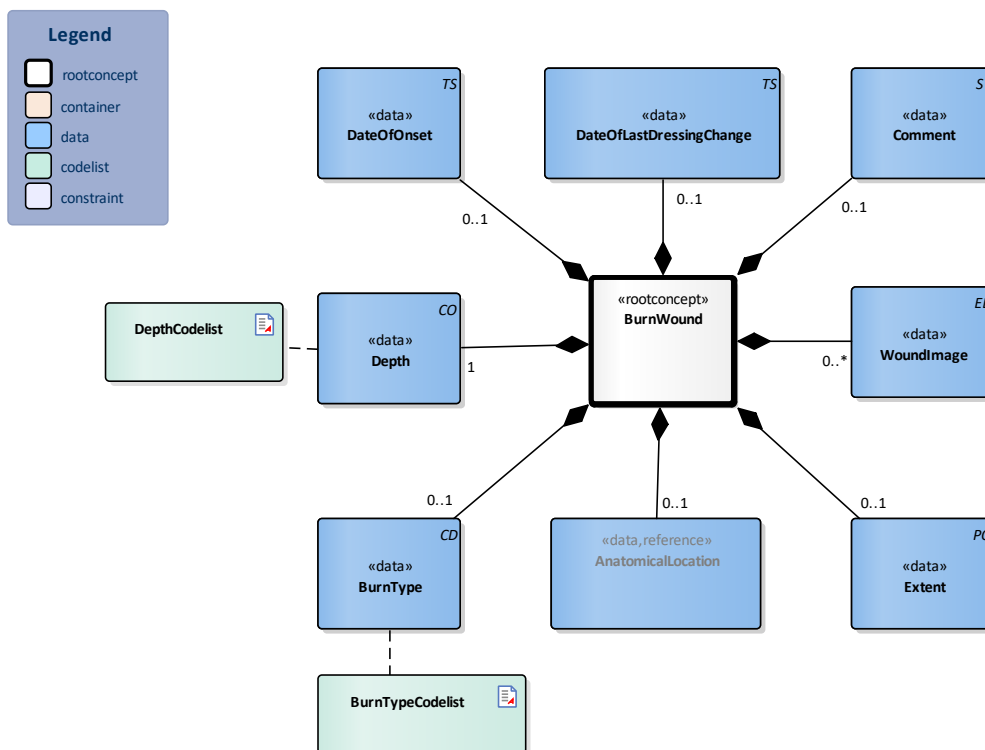 Legend
rootconcept
container
data
codelist
constraint
TS
«data»
DateOfOnset
TS
«data»
DateOfLastDressingChange
«data»
Comment
0..1
0..1
0..1
DepthCodelist
CO
«data»
Depth
1
«rootconcept»
BurnWound
«data»
WoundImage
0..*
0..1
0..1
0..1
CD
«data»
BurnType
«data,reference»
AnatomicalLocation
«data»
Extent
BurnTypeCodelist